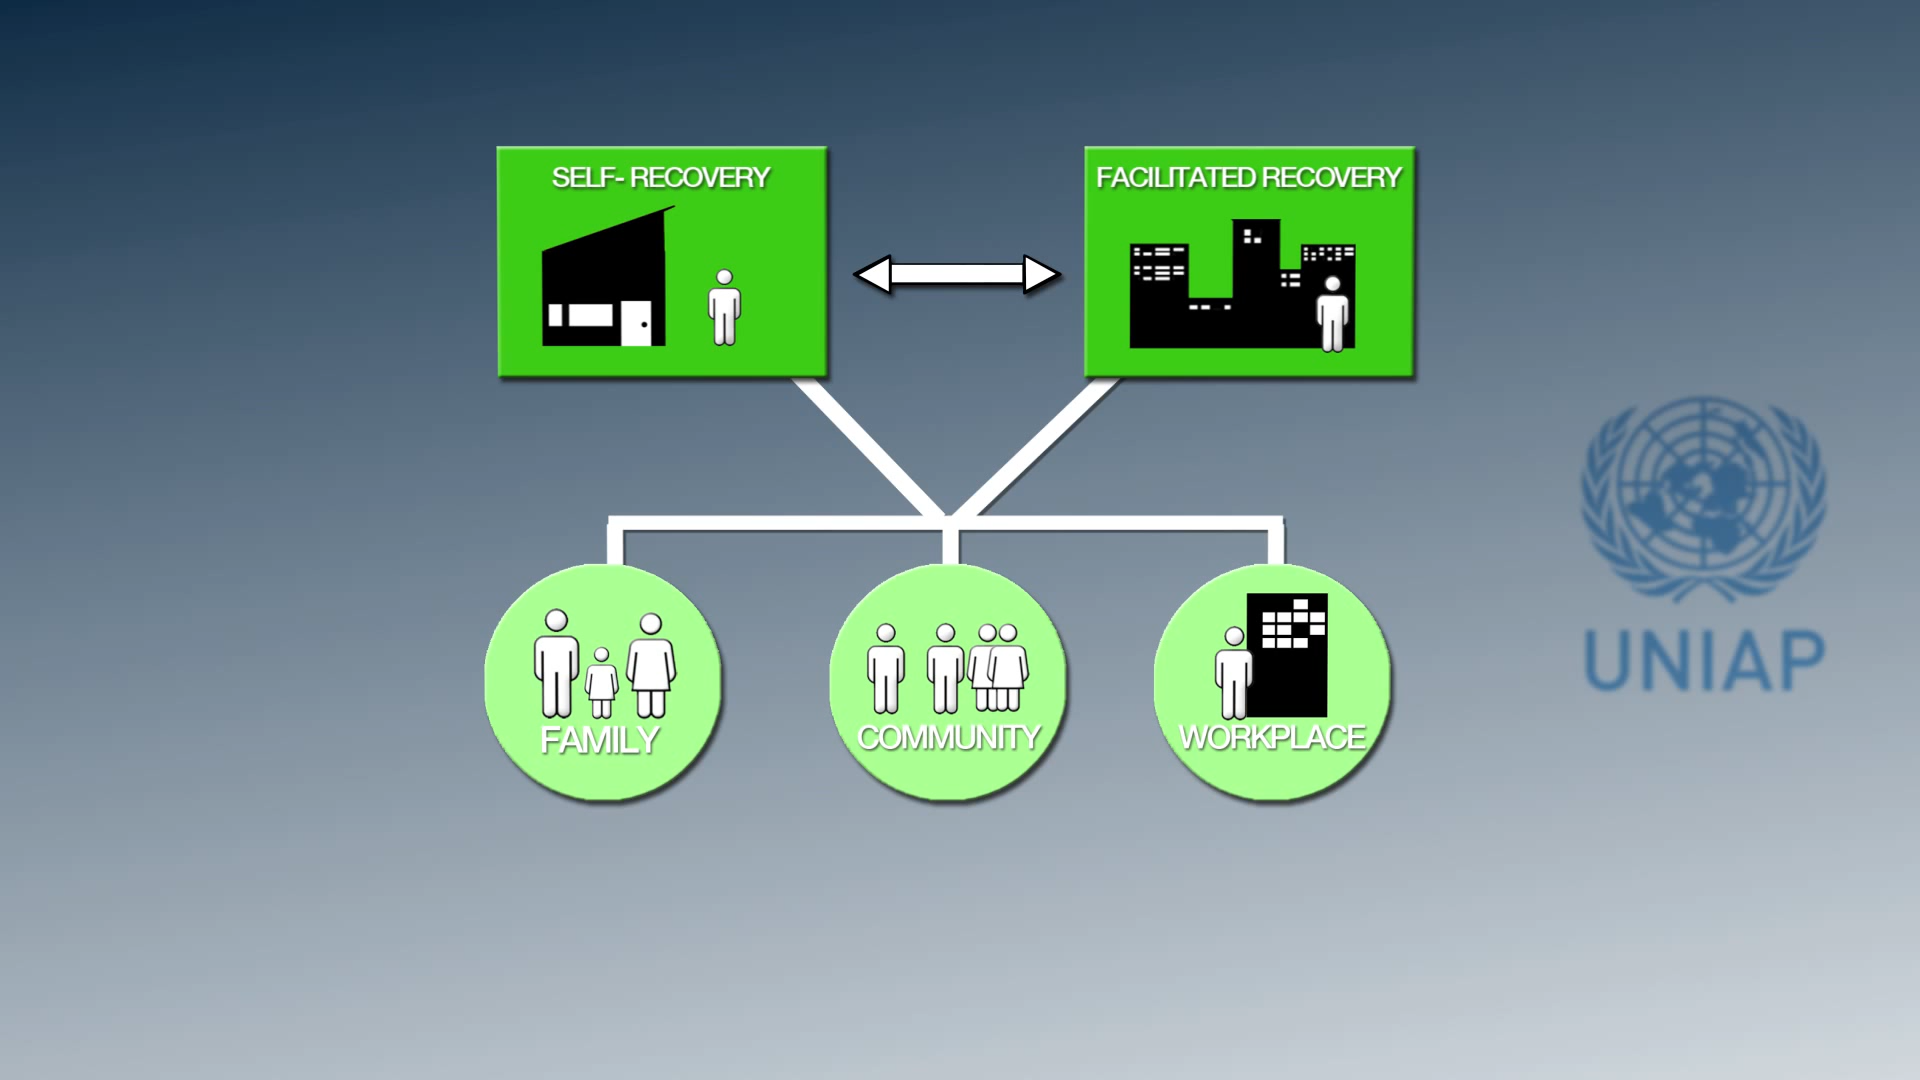 SELF- RECOVERY
FACILITATED RECOVERY
FAMILY
COMMUNITY
WORKPLACE
UNIAP